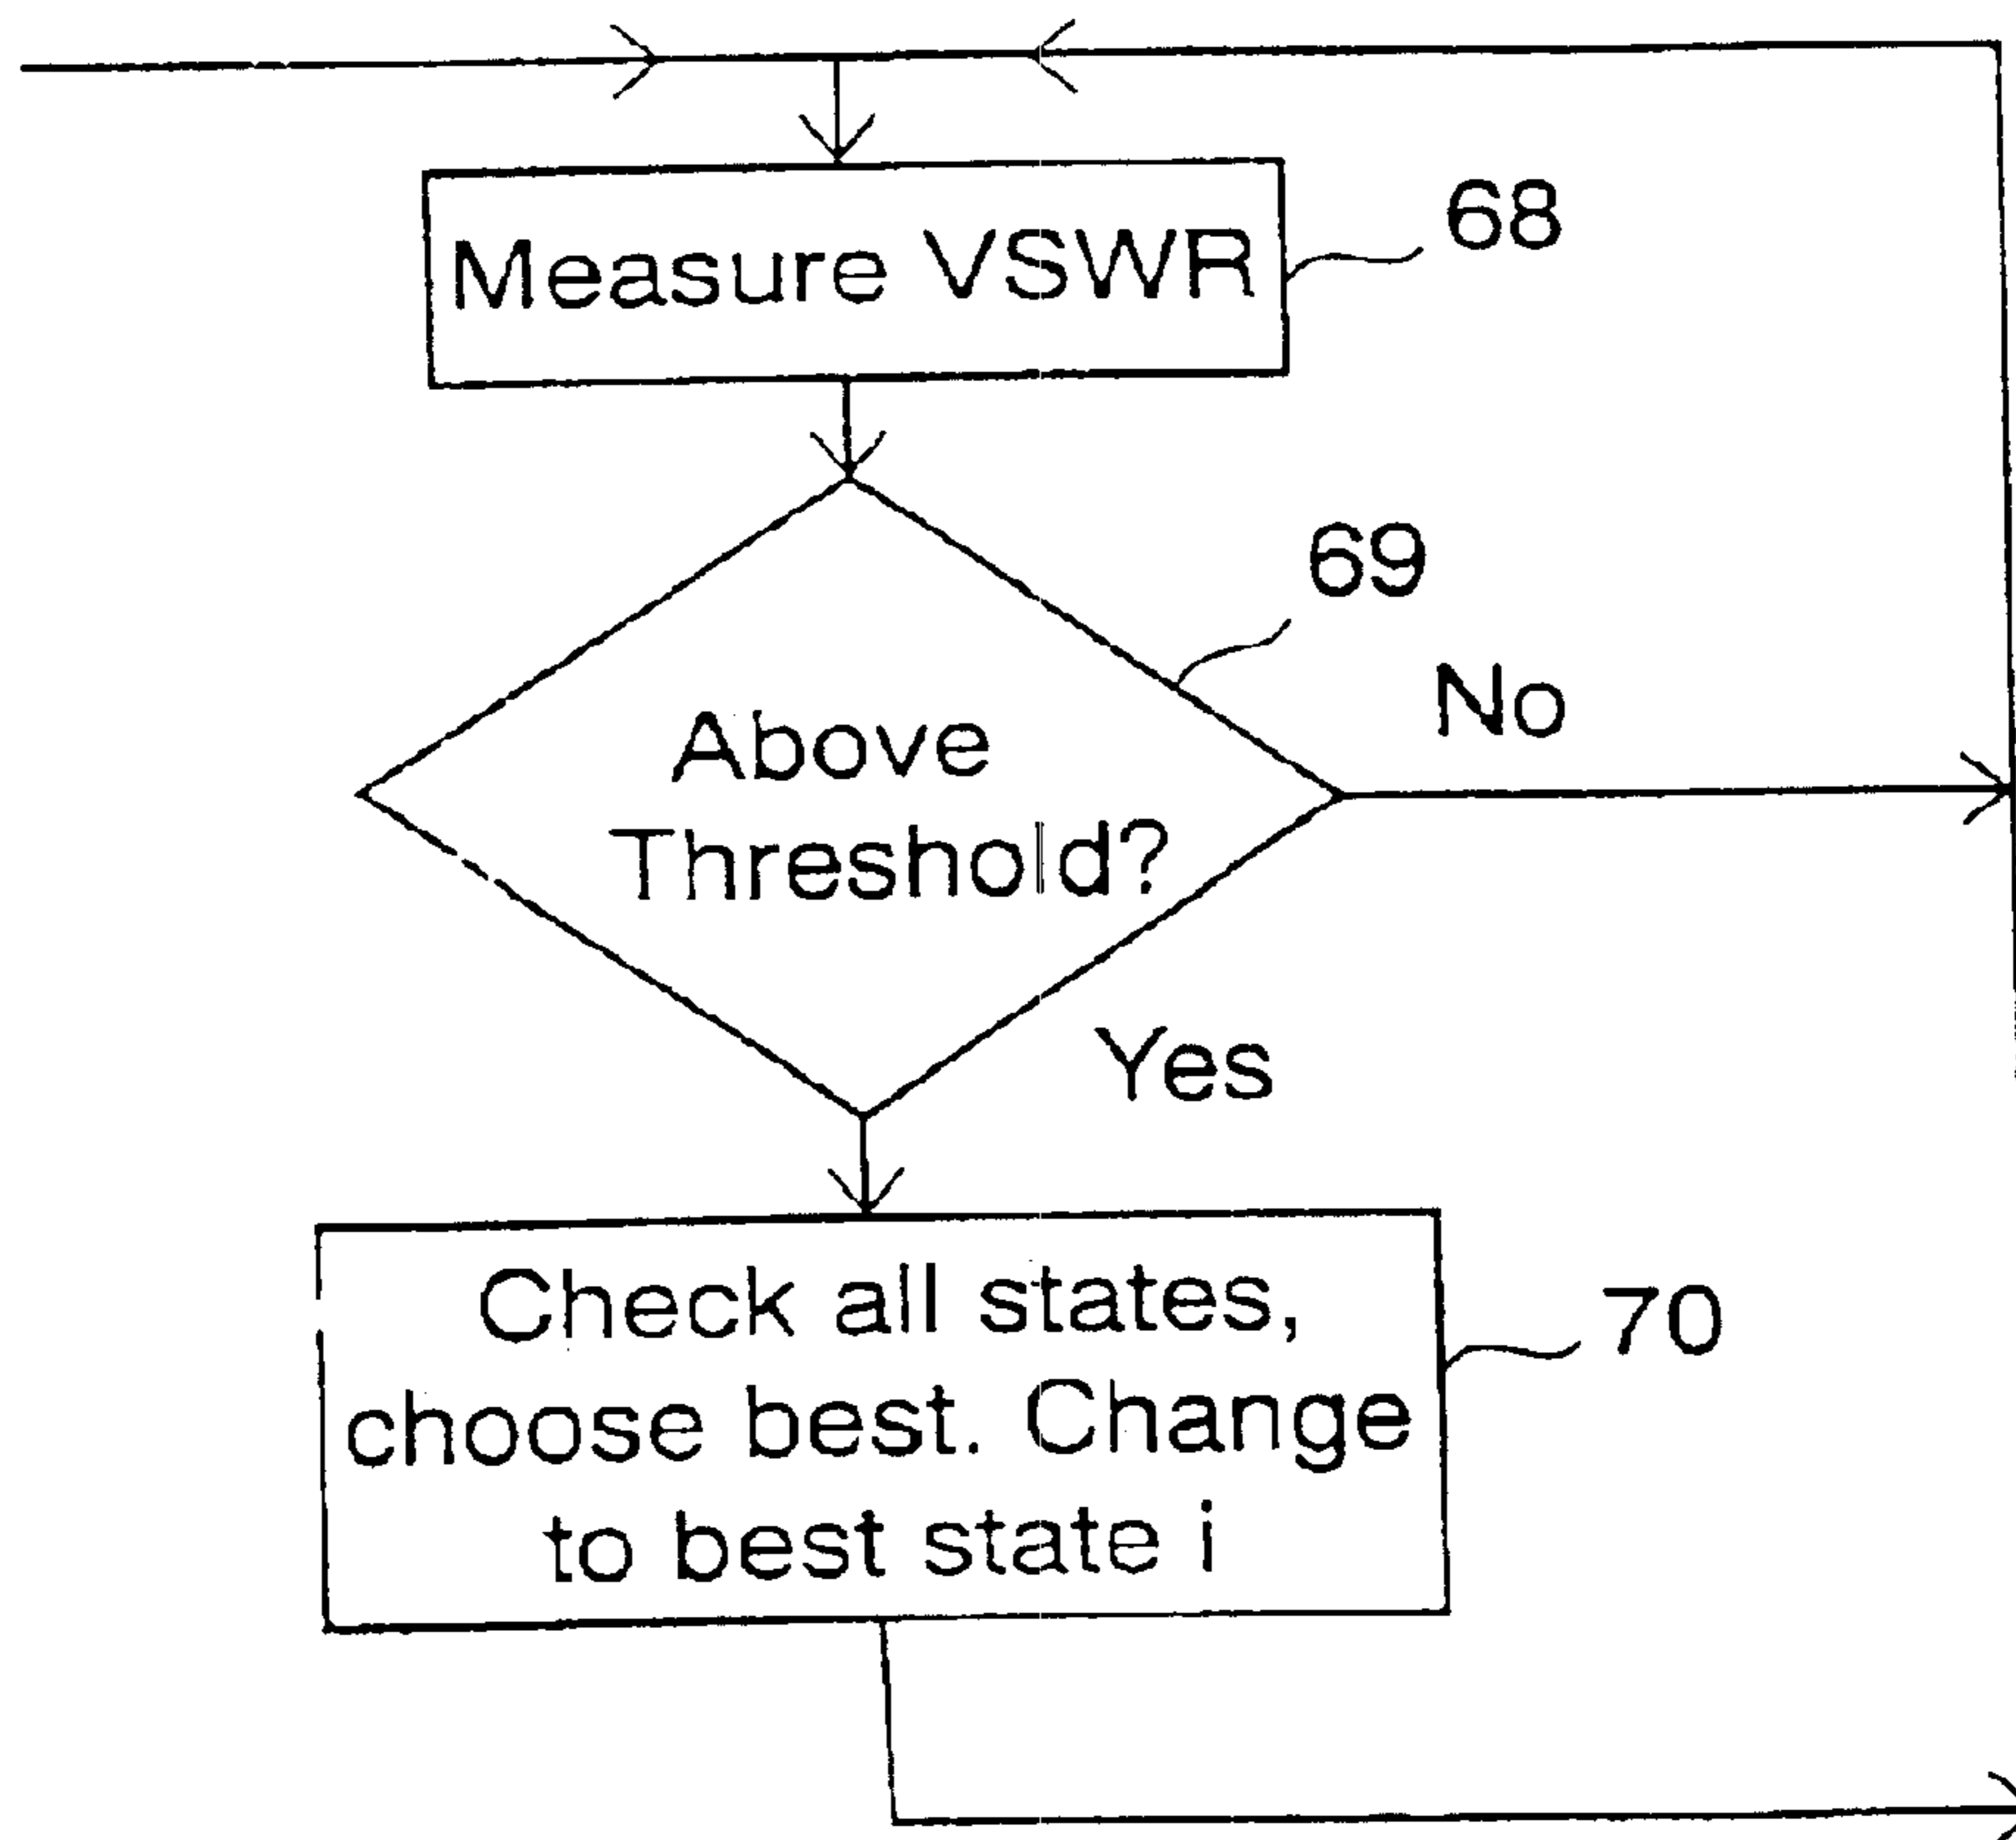 Measure VSWR
68
69
No
Above
Threshold?
Yes
Check all states,
choose best. Change
to best state i
70